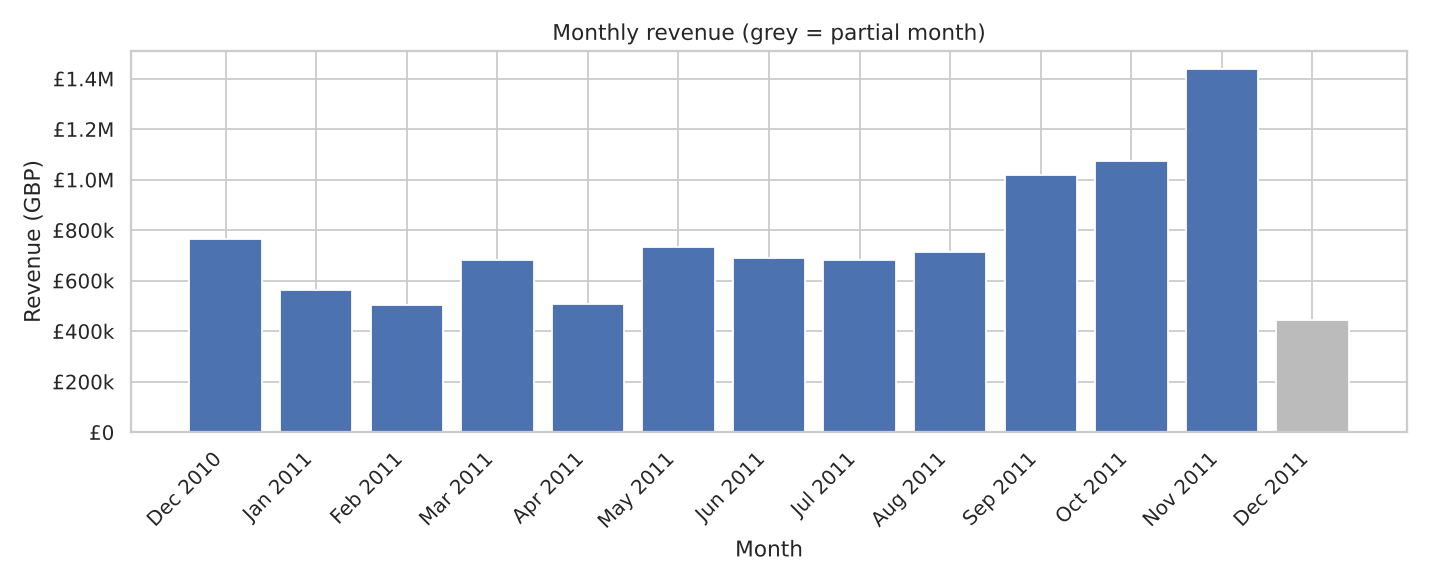 Monthly revenue (grey = partial month)
Revenue (GBP)
£1.4M
£1.2M
£1.0M
£800k
£600k
£400k
£200k
£0
Dec 2010
Jan 2011
Feb 2011
Mar 2011
Apr 2011
May 2011
Jun 2011
Jul 2011
Aug 2011
Sep 2011
Oct 2011
Nov 2011
Dec 2011
Month